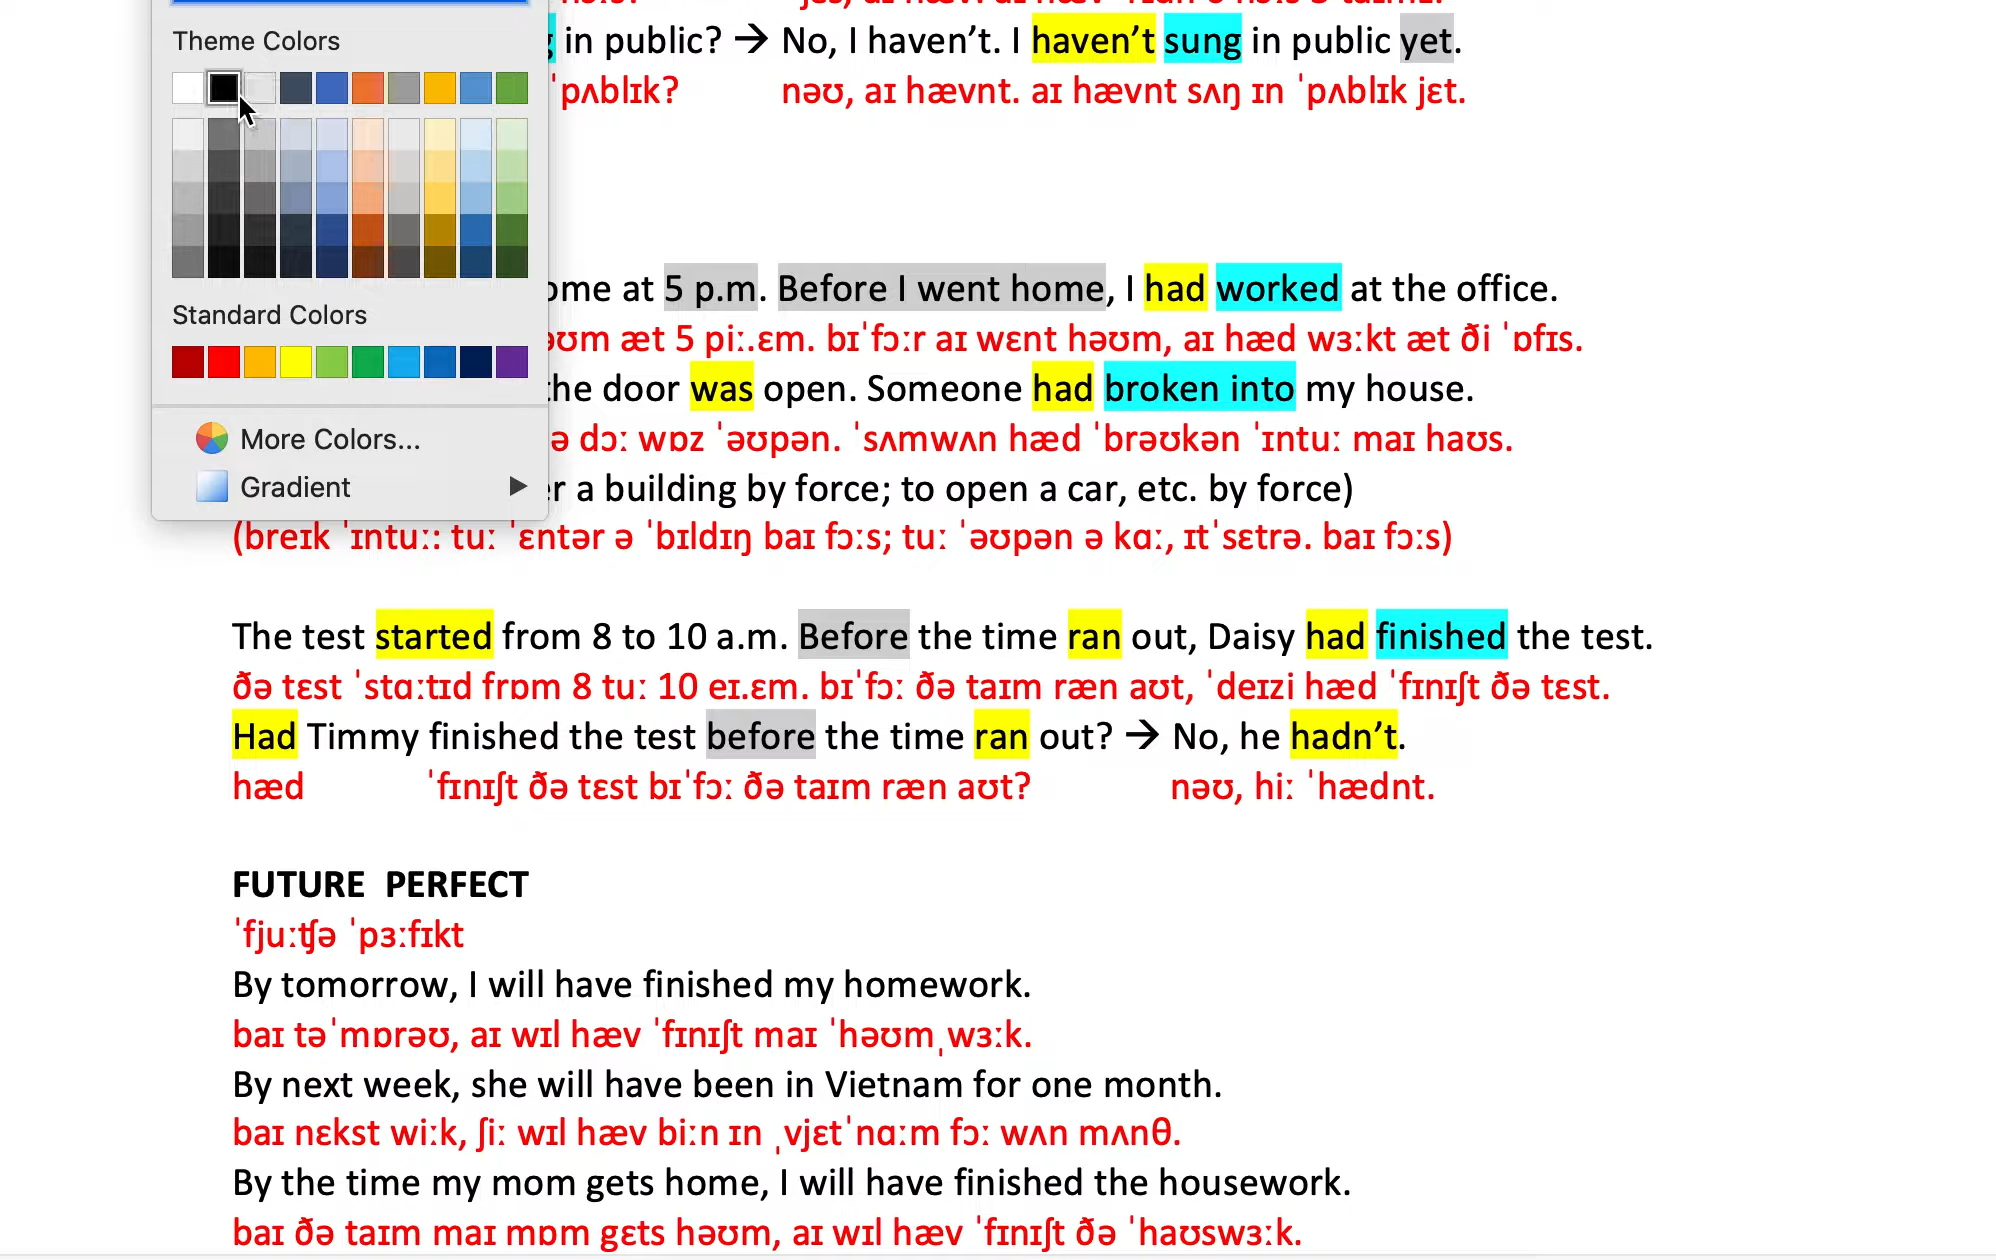 Theme Colors
in public? → No, I haven't. I haven't sung in public yet.
ˈpʌblɪk? nəʊ, aɪ hævnt. aɪ hævnt sʌŋ ɪn ˈpʌblɪk jɛt.
at 5 p.m. Before I went home, I had worked at the office.
Standard Colors
æt 5 piː.ɛm. bɪˈfɔːr aɪ wɛnt həʊm, aɪ hæd wɜːkt æt ði ˈɒfɪs.
door was open. Someone had broken into my house.
More Colors...
dɔː wɒz ˈəʊpən. ˈsʌmwʌn hæd ˈbrəʊkən ˈɪntuː maɪ haʊs.
Gradient
a building by force; to open a car, etc. by force)
(breɪk ˈɪntuː: tuː ˈɛntər ə ˈbɪldɪŋ baɪ fɔːs; tuː ˈəʊpən ə kɑː, ɪtˈsɛtrə. baɪ fɔːs)
The test started from 8 to 10 a.m. Before the time ran out, Daisy had finished the test.
ðə tɛst ˈstɑːtɪd frɒm 8 tuː 10 eɪ.ɛm. bɪˈfɔː ðə taɪm ræn aʊt, ˈdeɪzi hæd ˈfɪnɪʃt ðə tɛst.
Had Timmy finished the test before the time ran out? → No, he hadn't.
hæd ˈfɪnɪʃt ðə tɛst bɪˈfɔː ðə taɪm ræn aʊt? nəʊ, hiː ˈhædnt.
FUTURE PERFECT
ˈfjuːʧə ˈpɜːfɪkt
By tomorrow, I will have finished my homework.
baɪ təˈmɒrəʊ, aɪ wɪl hæv ˈfɪnɪʃt maɪ ˈhəʊmˌwɜːk.
By next week, she will have been in Vietnam for one month.
baɪ nɛkst wiːk, ʃiː wɪl hæv biːn ɪn ˌvjɛtˈnɑːm fɔː wʌn mʌnθ.
By the time my mom gets home, I will have finished the housework.
baɪ ðə taɪm maɪ mɒm gɛts həʊm, aɪ wɪl hæv ˈfɪnɪʃt ðə ˈhaʊswɜːk.